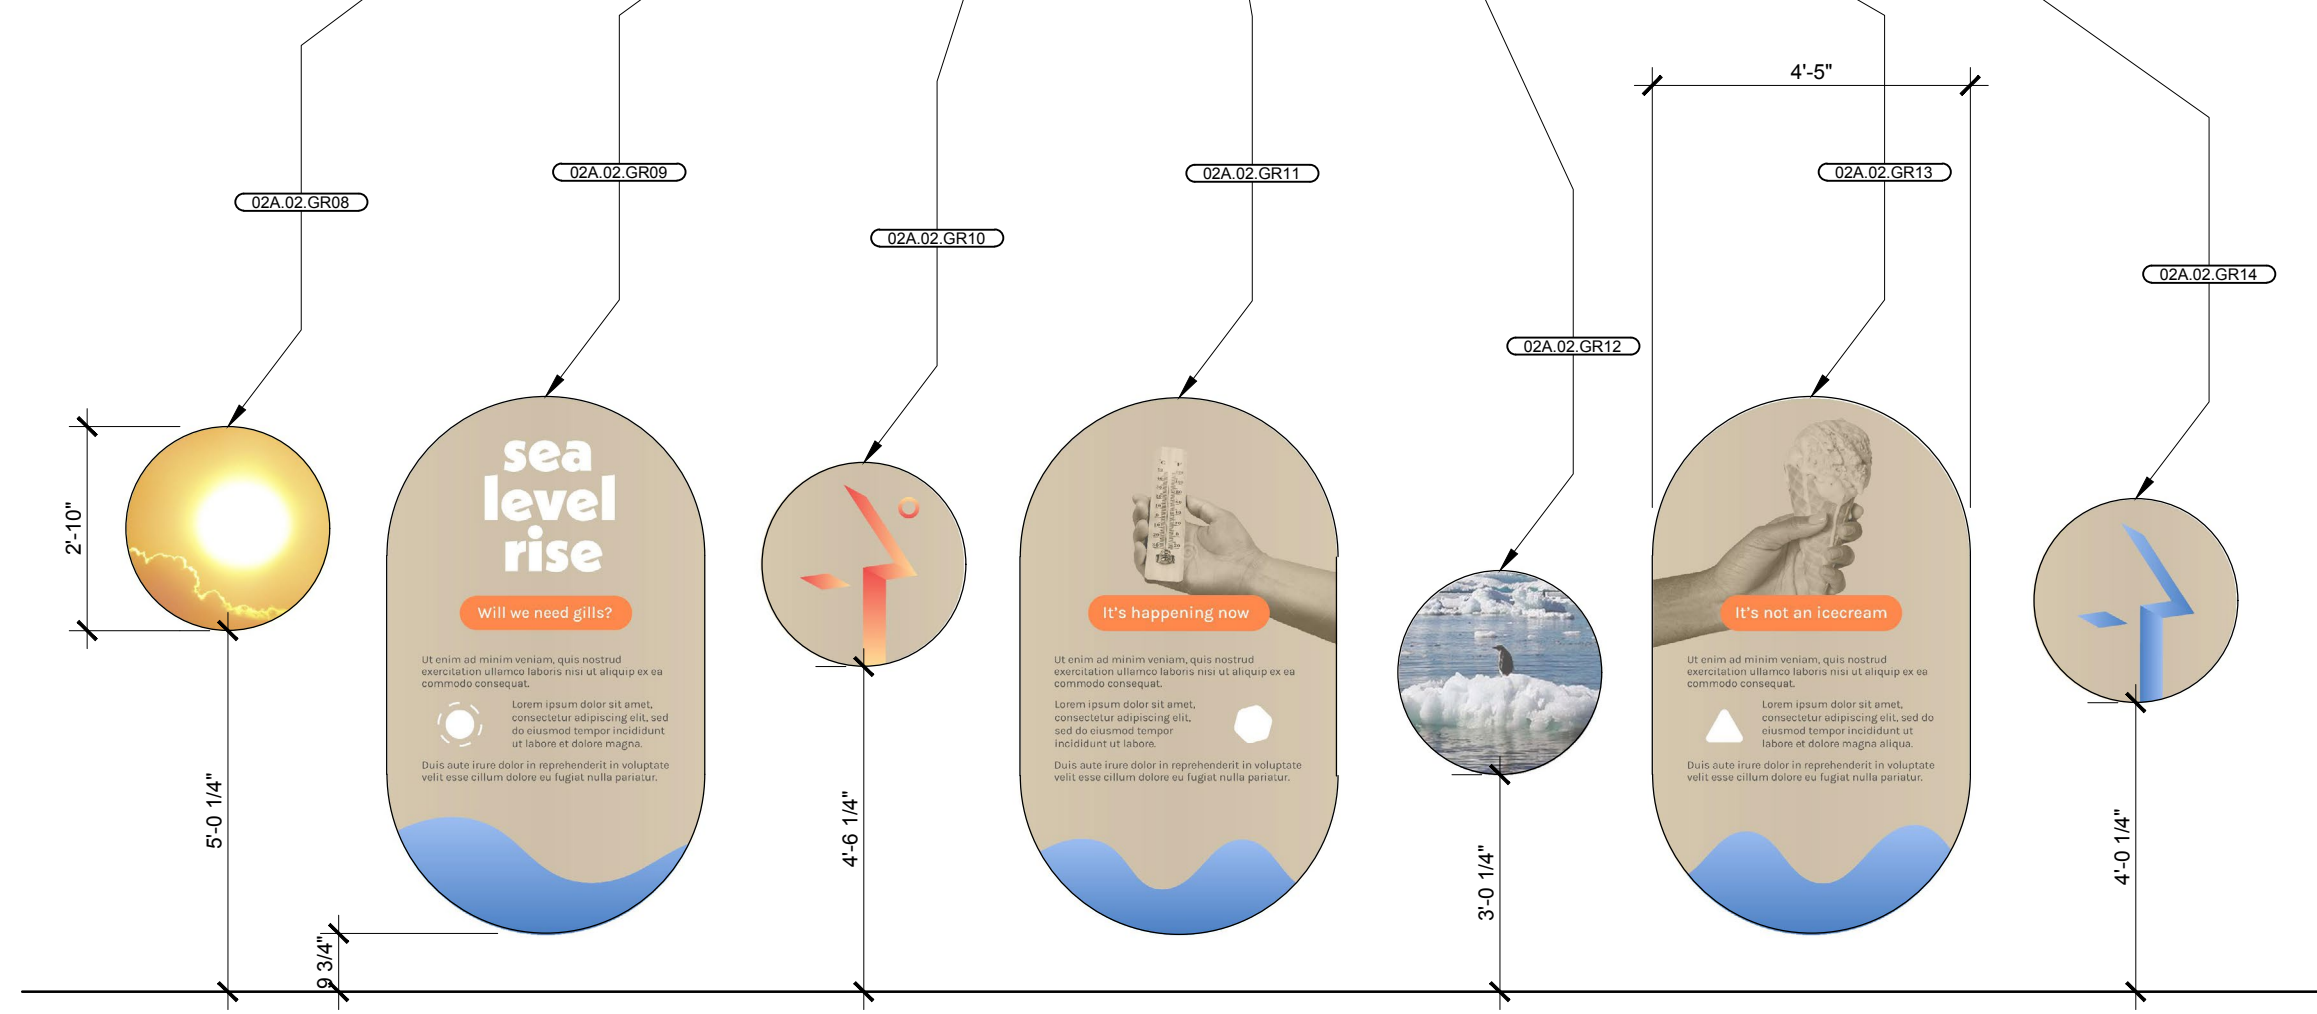 4'-5"
02A.02.GR08
02A.02.GR09
02A.02.GR10
02A.02.GR11
02A.02.GR12
02A.02.GR13
02A.02.GR14
2'-10"
5'-0 1/4"
9 3/4"
sea
level
rise
Will we need gills?
Ut enim ad minim veniam, quis nostrud
exercitation ullamco laboris nisi ut aliquip ex ea
commodo consequat.
Lorem ipsum dolor sit amet,
consectetur adipiscing elit, sed
do eiusmod tempor incididunt
ut labore et dolore magna.
Duis aute irure dolor in reprehenderit in voluptate
velit esse cillum dolore eu fugiat nulla pariatur.
4'-6 1/4"
It's happening now
Ut enim ad minim veniam, quis nostrud
exercitation ullamco laboris nisi ut aliquip ex ea
commodo consequat.
Lorem ipsum dolor sit amet,
consectetur adipiscing elit,
sed do eiusmod tempor
incididunt ut labore.
Duis aute irure dolor in reprehenderit in voluptate
velit esse cillum dolore eu fugiat nulla pariatur.
3'-0 1/4"
It's not an icecream
Ut enim ad minim veniam, quis nostrud
exercitation ullamco laboris nisi ut aliquip ex ea
commodo consequat.
Lorem ipsum dolor sit amet,
consectetur adipiscing elit, sed do
eiusmod tempor incididunt ut
labore et dolore magna aliqua.
Duis aute irure dolor in reprehenderit in voluptate
velit esse cillum dolore eu fugiat nulla pariatur.
4'-0 1/4"